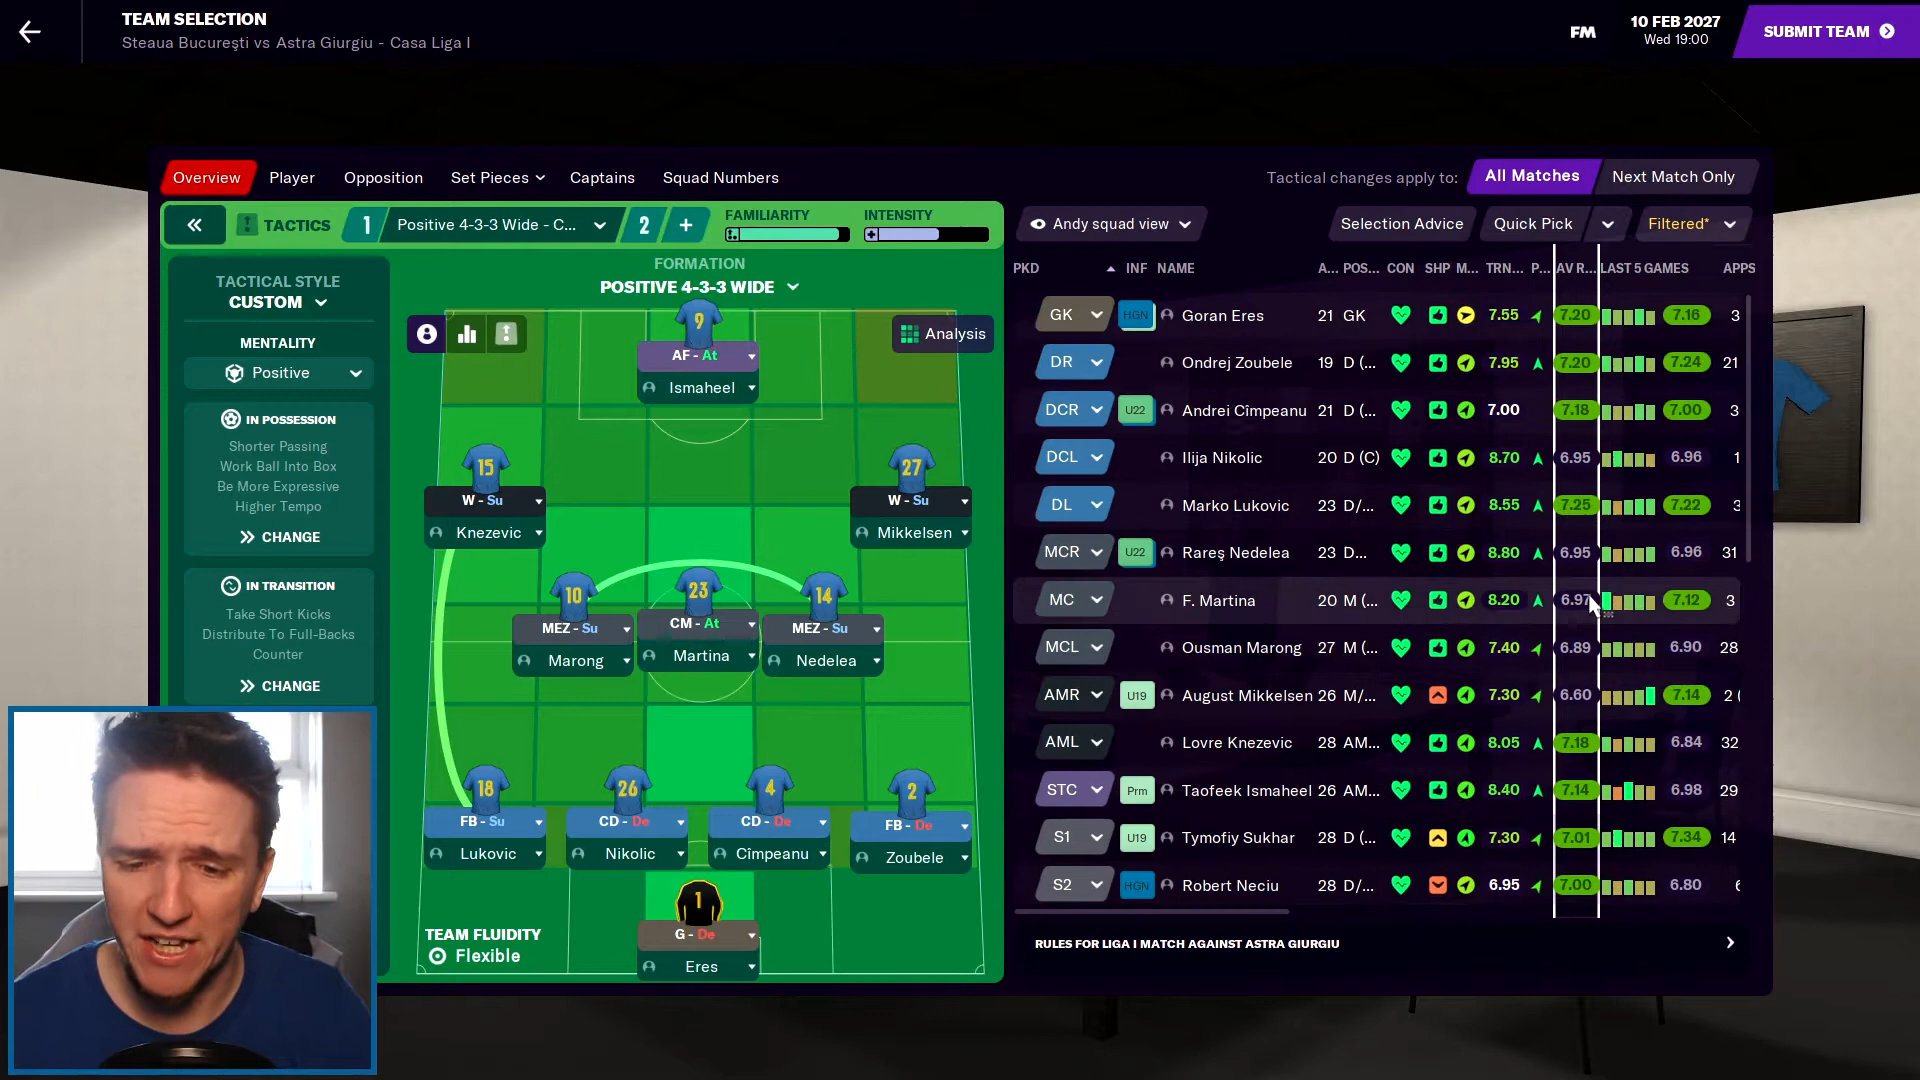 TEAM SELECTION
Steaua Bucureşti vs Astra Giurgiu - Casa Liga I
FM
10 FEB 2027
Wed 19:00
SUBMIT TEAM
Overview
Player
Opposition
Set Pieces
Captains
Squad Numbers
Tactical changes apply to:
All Matches
Next Match Only
TACTICS
1
Positive 4-3-3 Wide - C...
2
+
FAMILIARITY
INTENSITY
Andy squad view
Selection Advice
Quick Pick
Filtered*
TACTICAL STYLE
CUSTOM
MENTALITY
Positive
IN POSSESSION
Shorter Passing
Work Ball Into Box
Be More Expressive
Higher Tempo
CHANGE
IN TRANSITION
Take Short Kicks
Distribute To Full-Backs
Counter
CHANGE
FORMATION
POSITIVE 4-3-3 WIDE
Analysis
9
AF - At
Ismaheel
15
W - Su
Knezevic
27
W - Su
Mikkelsen
10
MEZ - Su
Marong
23
CM - At
Martina
14
MEZ - Su
Nedelea
18
FB - Su
Lukovic
26
CD - De
Nikolic
4
CD - De
Cîmpeanu
2
FB - De
Zoubele
1
G - De
Eres
TEAM FLUIDITY
Flexible
PKD INF NAME A... POS... CON SHP M... TRN... P... AV R... LAST 5 GAMES APPS
GK HGN Goran Eres 21 GK 7.55 7.20 7.16 3
DR Ondrej Zoubele 19 D (... 7.95 7.20 7.24 21
DCR U22 Andrei Cîmpeanu 21 D (... 7.00 7.18 7.00 3
DCL Ilija Nikolic 20 D (C) 8.70 6.95 6.96 1
DL Marko Lukovic 23 D/... 8.55 7.25 7.22 3
MCR U22 Rareş Nedelea 23 D... 8.80 6.95 6.96 31
MC F. Martina 20 M (... 8.20 6.97 7.12 3
MCL Ousman Marong 27 M (... 7.40 6.89 6.90 28
AMR U19 August Mikkelsen 26 M/... 7.30 6.60 7.14 2 (
AML Lovre Knezevic 28 AM... 8.05 7.18 6.84 32
STC Prm Taofeek Ismaheel 26 AM... 8.40 7.14 6.98 29
S1 U19 Tymofiy Sukhar 28 D (... 7.30 7.01 7.34 14
S2 HGN Robert Neciu 28 D/... 6.95 7.00 6.80 6
RULES FOR LIGA I MATCH AGAINST ASTRA GIURGIU